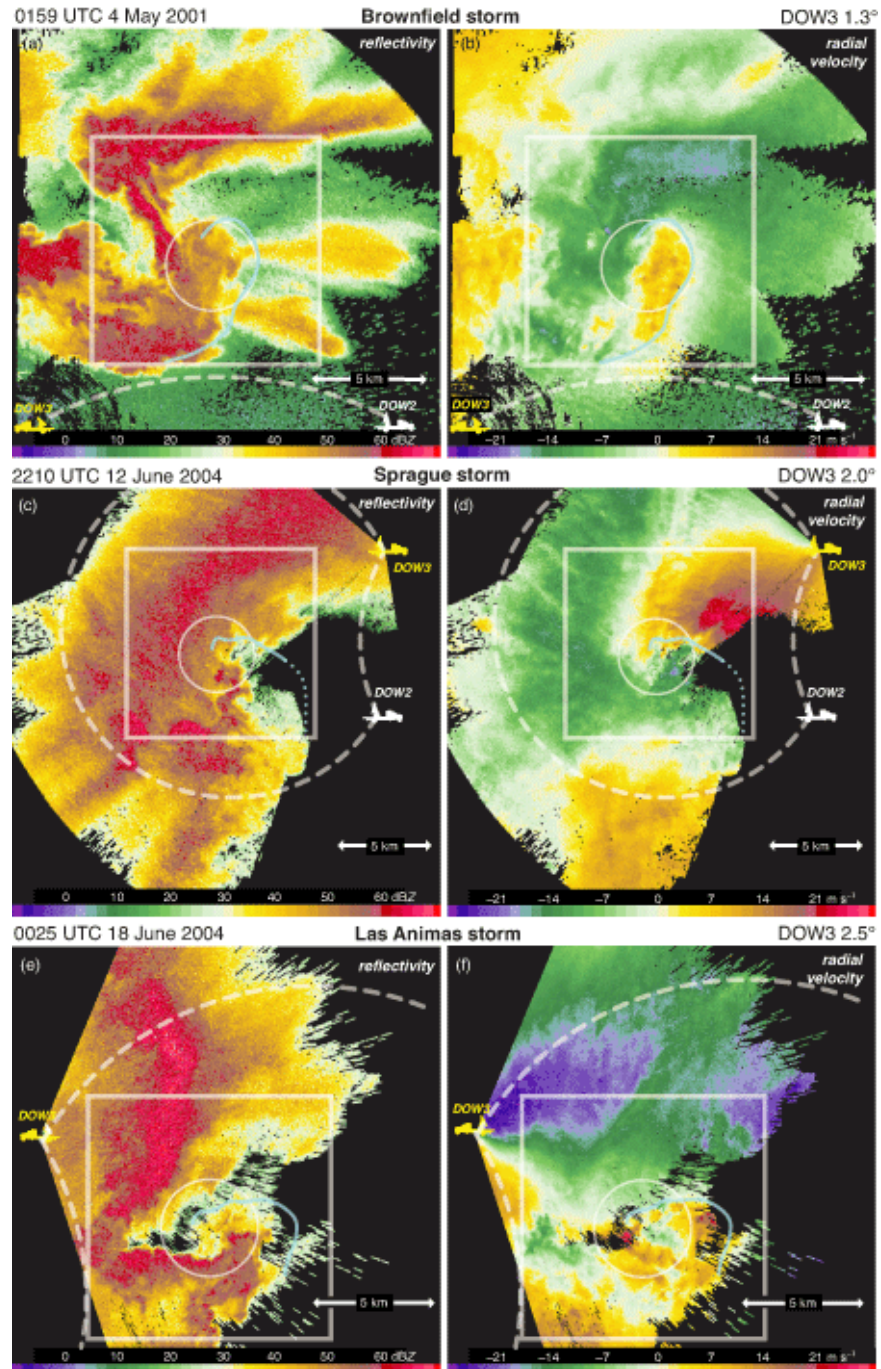 0159 UTC 4 May 2001 Brownfield storm DOW3 1.3°
(a) reflectivity (b) radial velocity
5 km 5 km
DOW3 DOW2 DOW3 DOW2
0 10 20 30 40 50 60 dBZ −21 −14 −7 0 7 14 21 m s⁻¹
2210 UTC 12 June 2004 Sprague storm DOW3 2.0°
(c) reflectivity (d) radial velocity
DOW3 DOW3
DOW2 DOW2
5 km 5 km
0 10 20 30 40 60 dBZ −21 −14 −7 0 7 14 21 m s⁻¹
0025 UTC 18 June 2004 Las Animas storm DOW3 2.5°
(e) reflectivity (f) radial velocity
DOW3 DOW3
5 km 5 km
0 10 20 30 40 60 dBZ −21 −14 −7 0 7 14 21 m s⁻¹